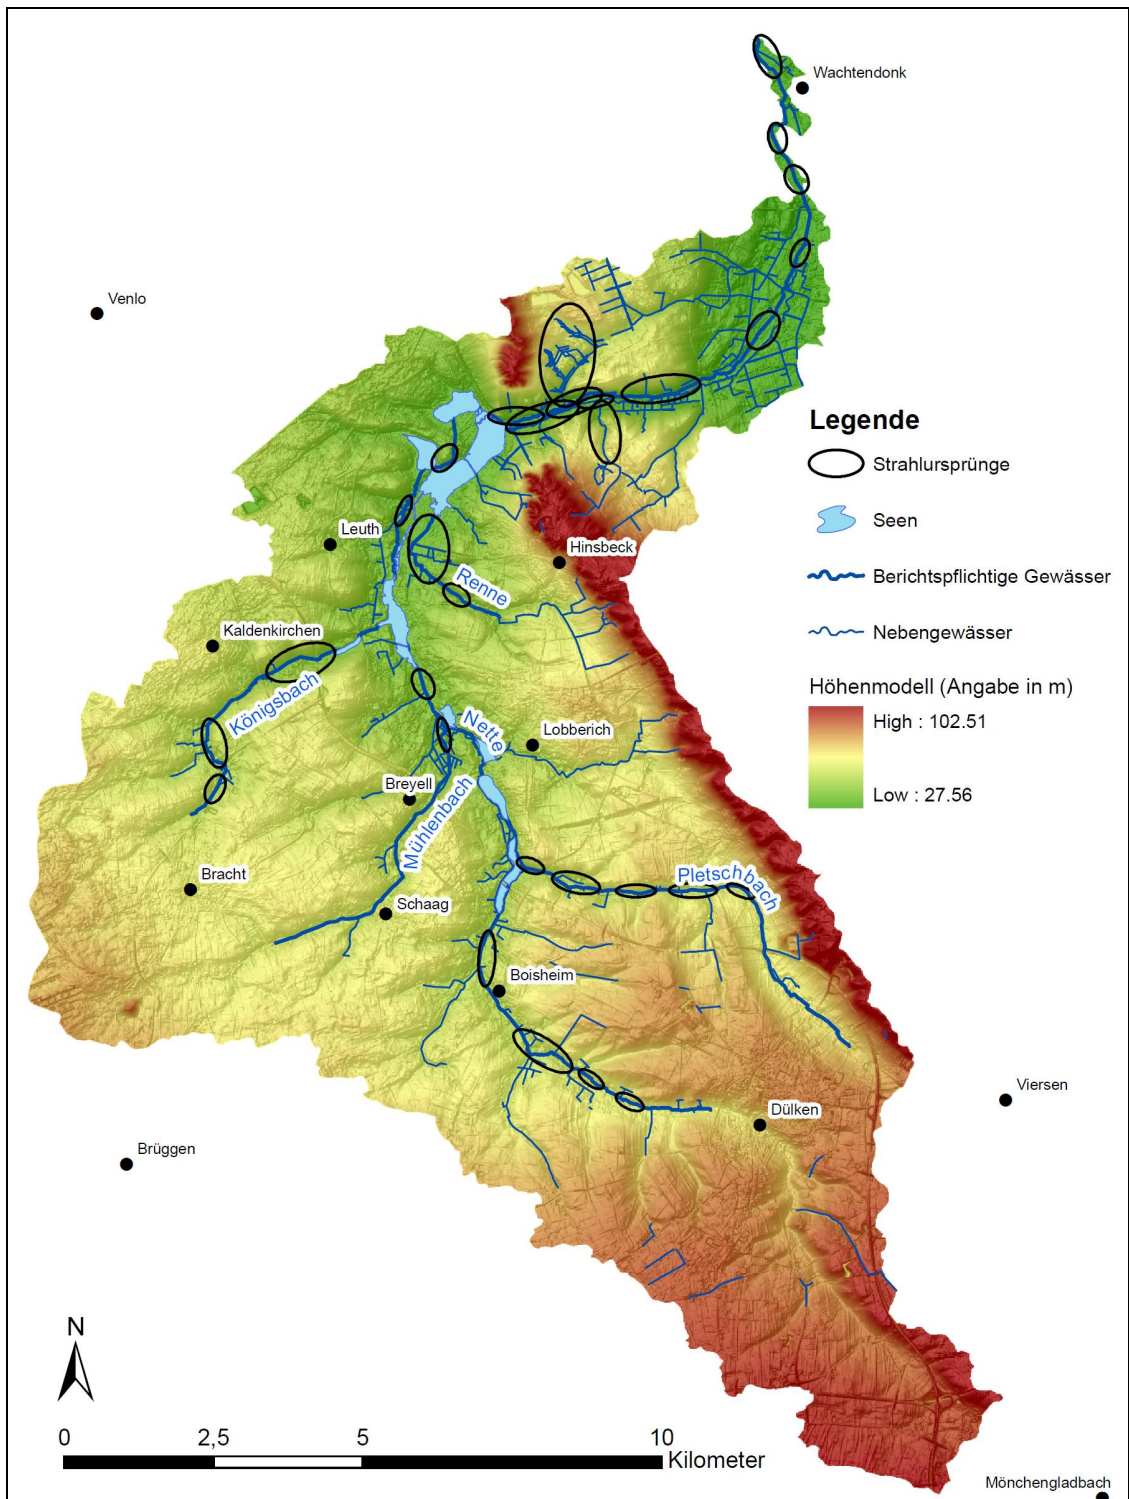 Wachtendonk
Venlo
Legende
Strahlursprünge
Seen
Leuth
Hinsbeck
Renne
Berichtspflichtige Gewässer
Kaldenkirchen
Nebengewässer
Königsbach
Höhenmodell (Angabe in m)
High : 102.51
Nette
Lobberich
Breyell
Low : 27.56
Mühlenbach
Bracht
Pletschbach
Schaag
Boisheim
Viersen
Dülken
Brüggen
N
0 2,5 5 10
Kilometer
Mönchengladbach